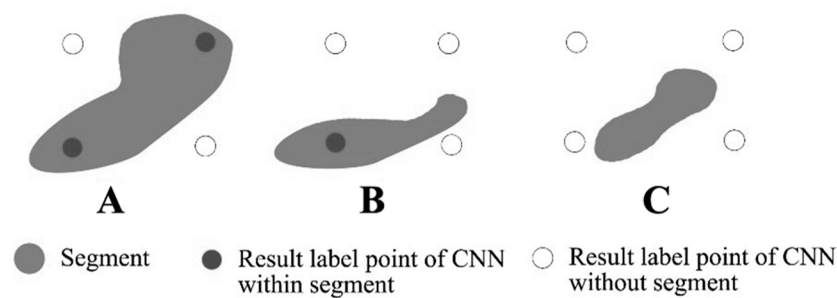 A B C
Segment
Result label point of CNN
within segment
Result label point of CNN
without segment